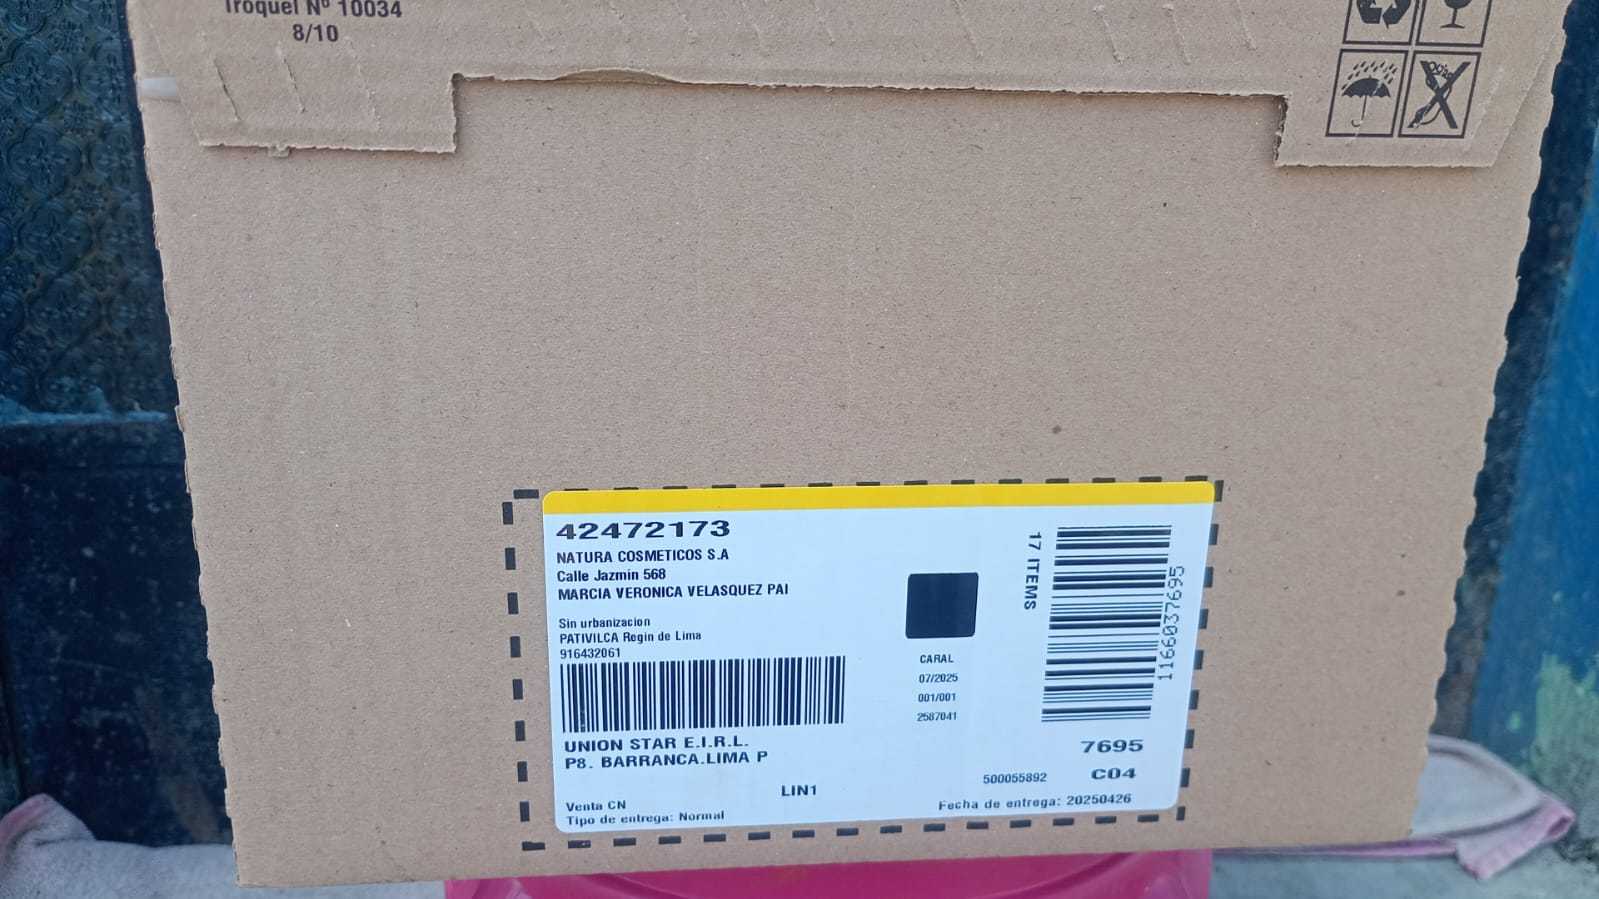 Troquel Nº 10034
8/10
42472173
NATURA COSMETICOS S.A
Calle Jazmin 568
MARCIA VERONICA VELASQUEZ PAI
Sin urbanizacion
PATIVILCA Regin de Lima
916432061
UNION STAR E.I.R.L.
P8. BARRANCA.LIMA P
LIN1
Venta CN
Tipo de entrega: Normal
CARAL
07/2025
001/001
2587041
17 ITEMS
1166037695
7695
500055892
C04
Fecha de entrega: 20250426